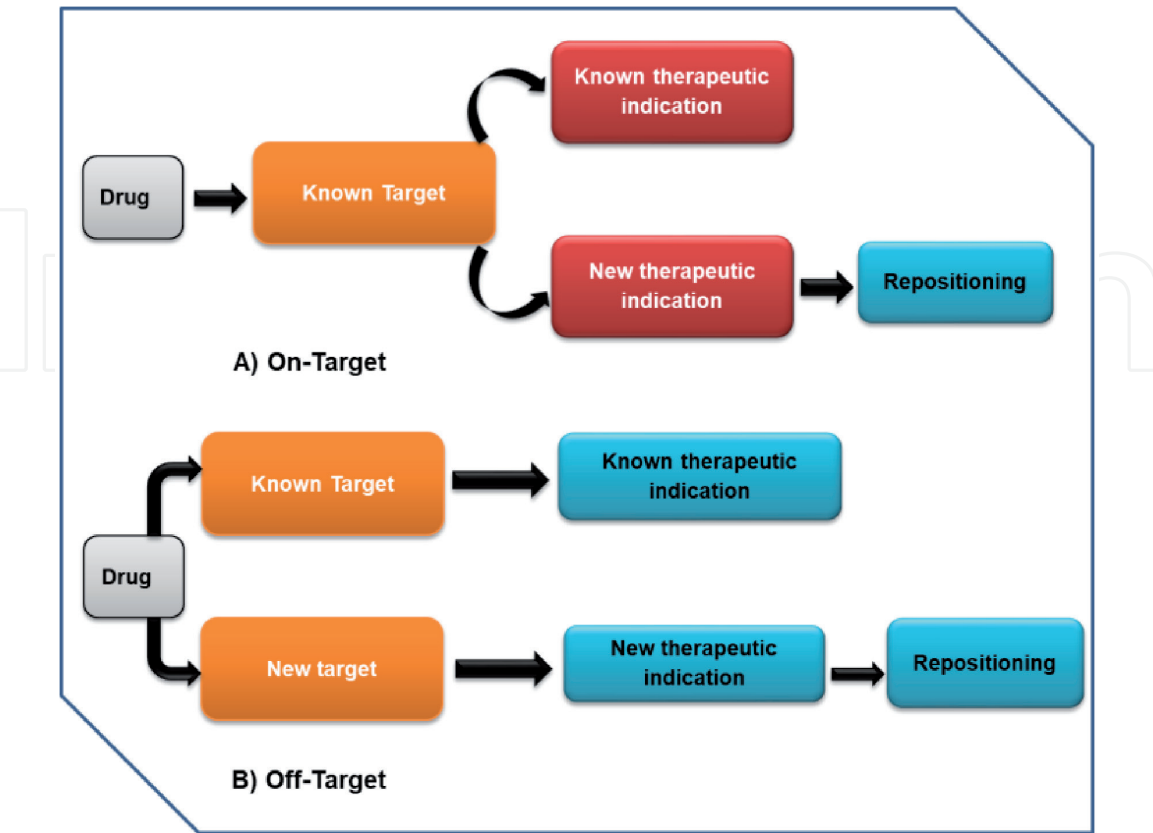 Known therapeutic
indication
Drug
Known Target
New therapeutic
indication
Repositioning
A) On-Target
Known Target
Known therapeutic
indication
Drug
New target
New therapeutic
indication
Repositioning
B) Off-Target